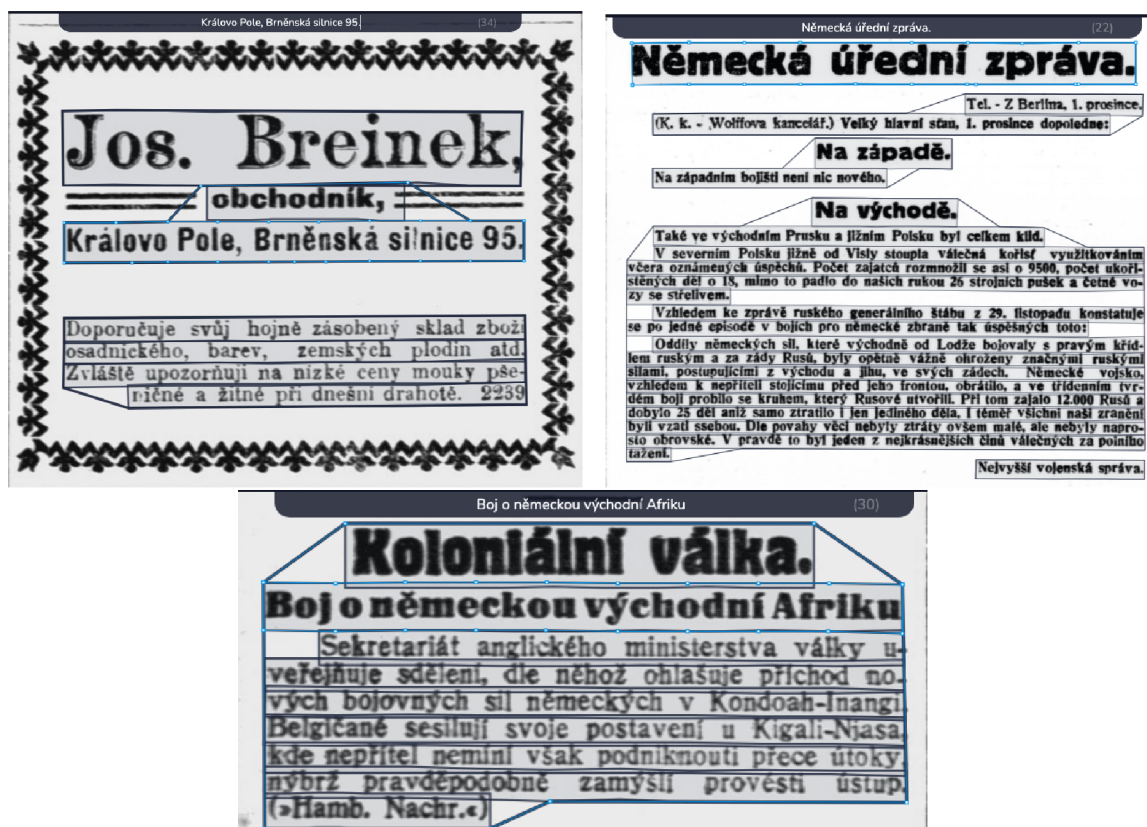 Královo Pole, Brněnská silnice 95. (34)
Jos. Breinek,
obchodník,
Královo Pole, Brněnská silnice 95.
Doporučuje svůj hojně zásobený sklad zboží
osadnického, barev, zemských plodin atd.
Zvláště upozorňuji na nízké ceny mouky pše-
ničné a žitné při dnešní drahotě. 2239
Německá úřední zpráva. (22)
Německá úřední zpráva.
Tel. - Z Berlína, 1. prosince.
(K. k. - Wolffova kancelář.) Velký hlavní stan, 1. prosince dopoledne:
Na západě.
Na západním bojišti není nic nového.
Na východě.
Také ve východním Prusku a jižním Polsku byl celkem klid.
V severním Polsku jižně od Visly stoupla válečná kořisť využitkováním
včera oznámených úspěchů. Počet zajatců rozmnožil se asi o 9500, počet ukoři-
stěných děl o 18, mimo to padlo do našich rukou 26 strojních pušek a četné vo-
zy se střelivem.
Vzhledem ke zprávě ruského generálního štábu z 29. listopadu konstatuje
se po jedné episodě v bojích pro německé zbraně tak úspěšných toto:
Oddíly německých sil, které východně od Lodže bojovaly s pravým kříd-
lem ruským a za zády Rusů, byly opětně vážně ohroženy značnými ruskými
silami, postupujícími z východu a jihu, ve svých zádech. Německé vojsko,
vzhledem k nepříteli stojícímu před jeho frontou, obrátilo, a ve třídenním tvr-
dém boji probilo se kruhem, který Rusové utvořili. Při tom zajalo 12.000 Rusů a
dobylo 25 děl aniž samo ztratilo i jen jediného děla. I téměř všichni naši zranění
byli vzati ssebou. Dle povahy věcí nebyly ztráty ovšem malé, ale nebyly napro-
sto obrovské. V pravdě to byl jeden z nejkrásnějších činů válečných za polního
tažení.
Nejvyšší vojenská správa.
Boj o německou východní Afriku (30)
Koloniální válka.
Boj o německou východní Afriku
Sekretariát anglického ministerstva války u-
veřejňuje sdělení, dle něhož ohlašuje příchod no-
vých bojovných sil německých v Kondoah-Inangi.
Belgičané sesilují svoje postavení u Kigali-Njasa,
kde nepřítel nemíní však podniknouti přece útoky,
nýbrž pravděpodobně zamýšlí provésti ústup.
(»Hamb. Nachr.«)